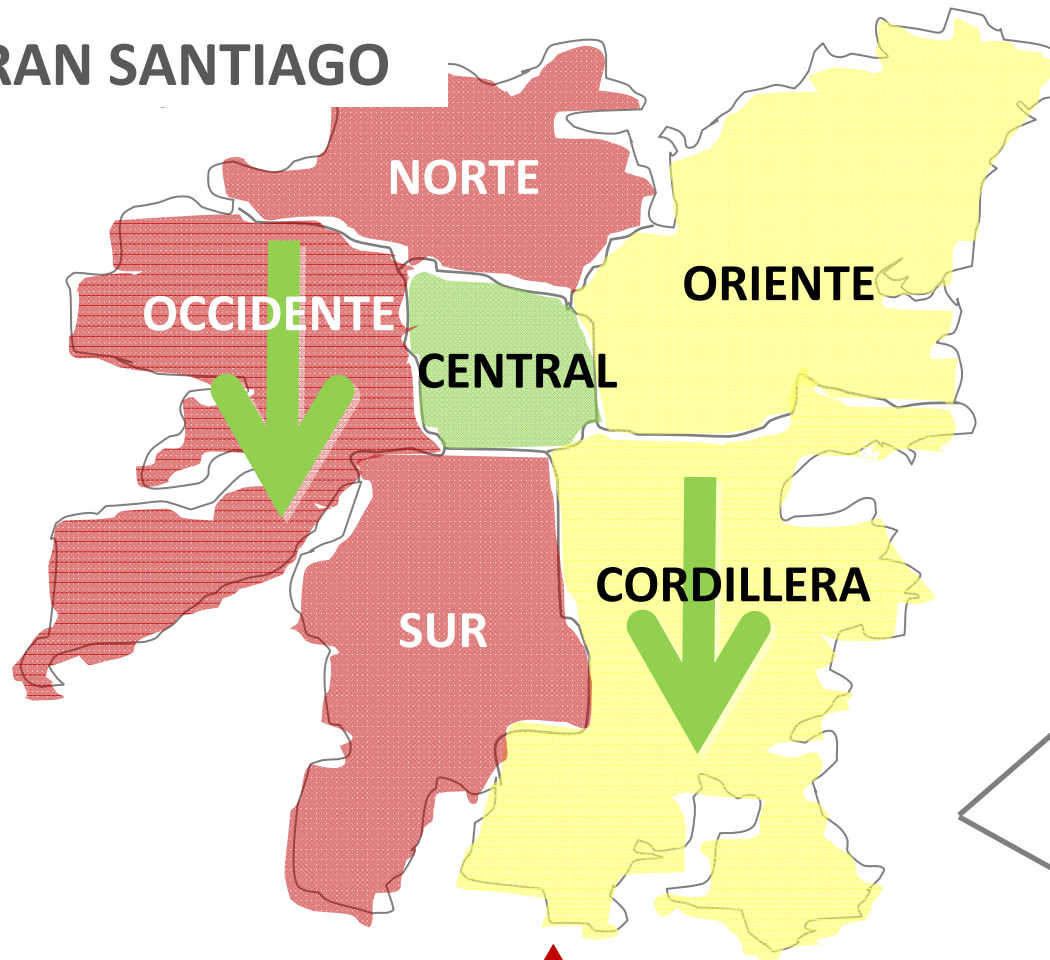 RAN SANTIAGO
NORTE
ORIENTE
OCCIDENTE
CENTRAL
CORDILLERA
SUR